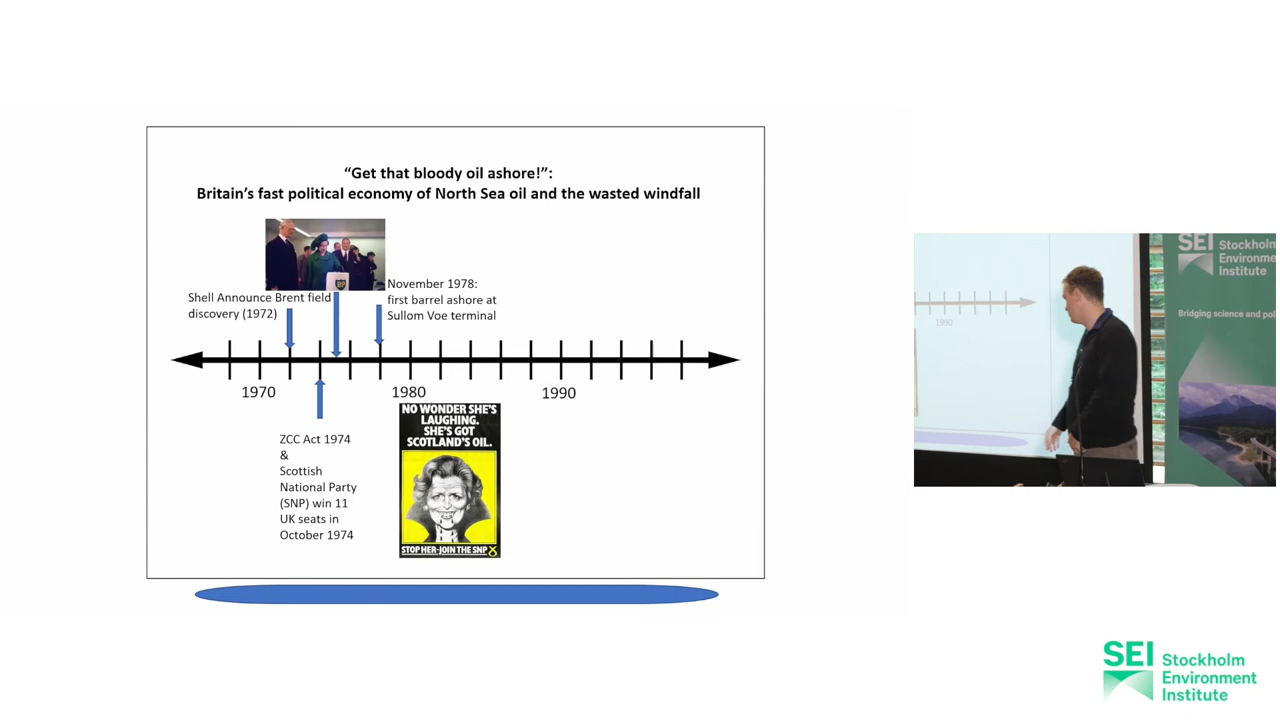 “Get that bloody oil ashore!”:
Britain’s fast political economy of North Sea oil and the wasted windfall
BP
Shell Announce Brent field
discovery (1972)
November 1978:
first barrel ashore at
Sullom Voe terminal
1970
1980
1990
ZCC Act 1974
&
Scottish
National Party
(SNP) win 11
UK seats in
October 1974
NO WONDER SHE'S
LAUGHING.
SHE'S GOT
SCOTLAND'S OIL.
STOP HER-JOIN THE SNP
1990
SEI Stockholm
Environme
Institute
Bridging science and pol
SEI Stockholm
Environment
Institute